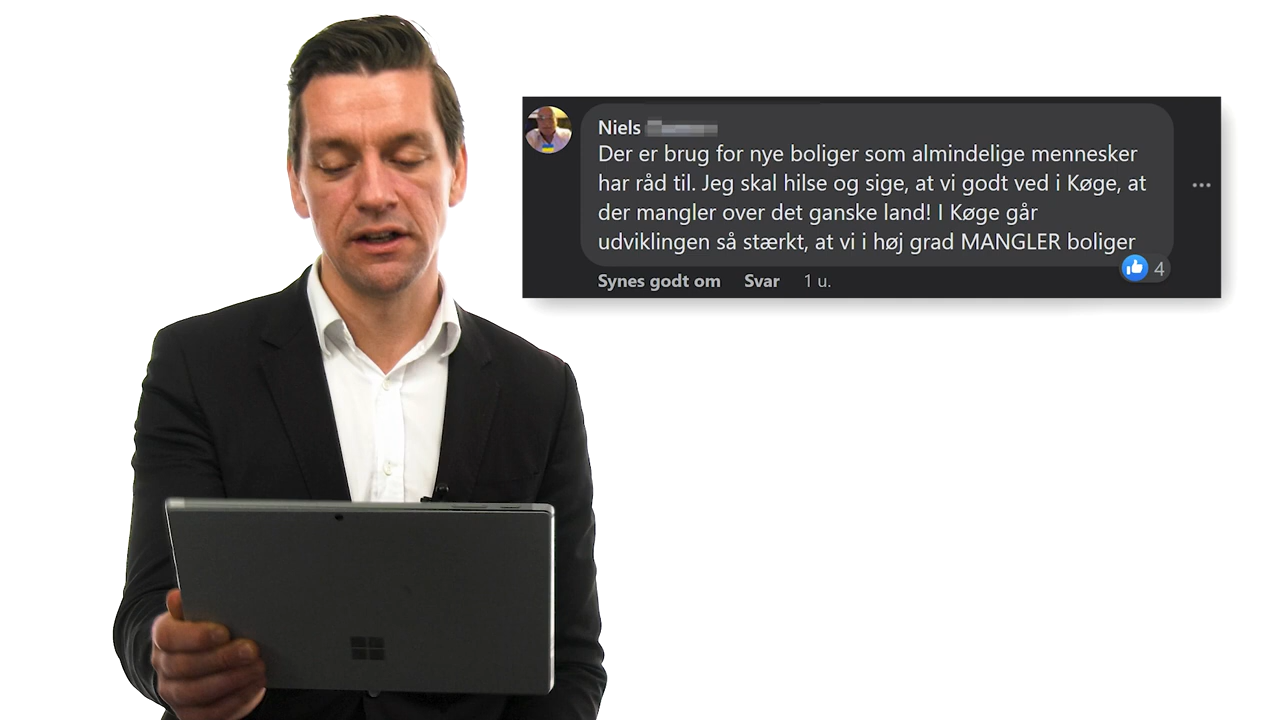 Niels
Der er brug for nye boliger som almindelige mennesker
har råd til. Jeg skal hilse og sige, at vi godt ved i Køge, at
der mangler over det ganske land! I Køge går
udviklingen så stærkt, at vi i høj grad MANGLER boliger
4
Synes godt om Svar 1 u.